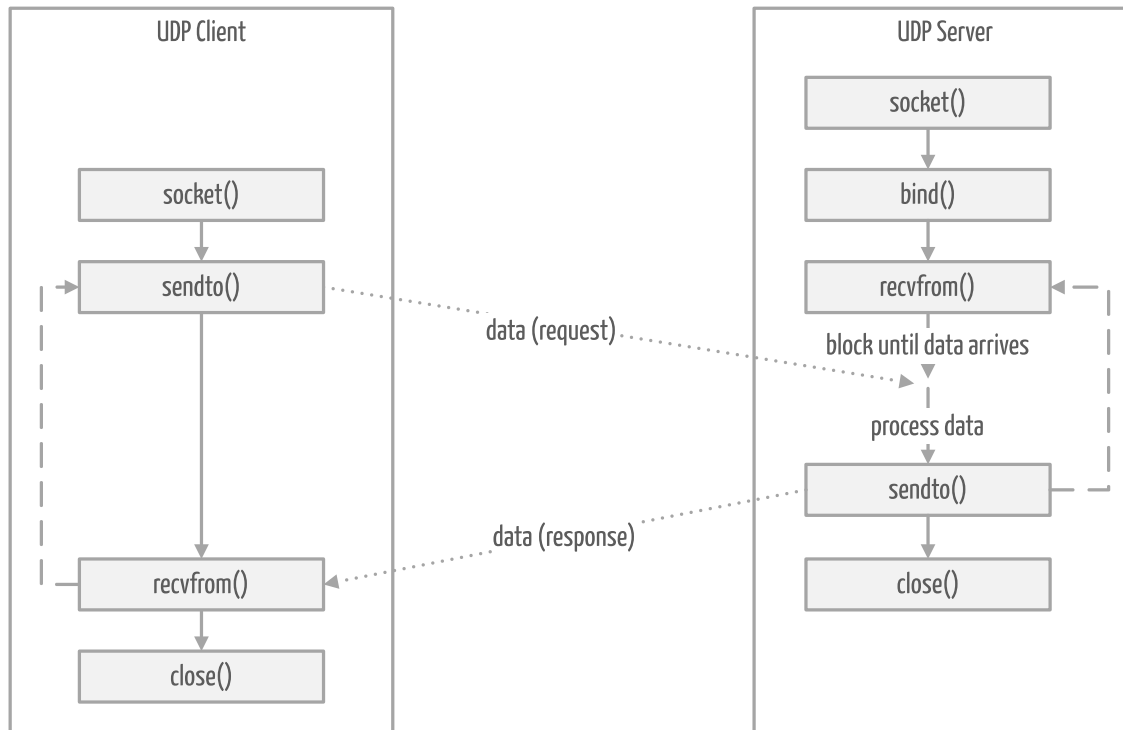 UDP Client
socket()
sendto()
recvfrom()
close()
data (request)
data (response)
UDP Server
socket()
bind()
recvfrom()
block until data arrives
process data
sendto()
close()